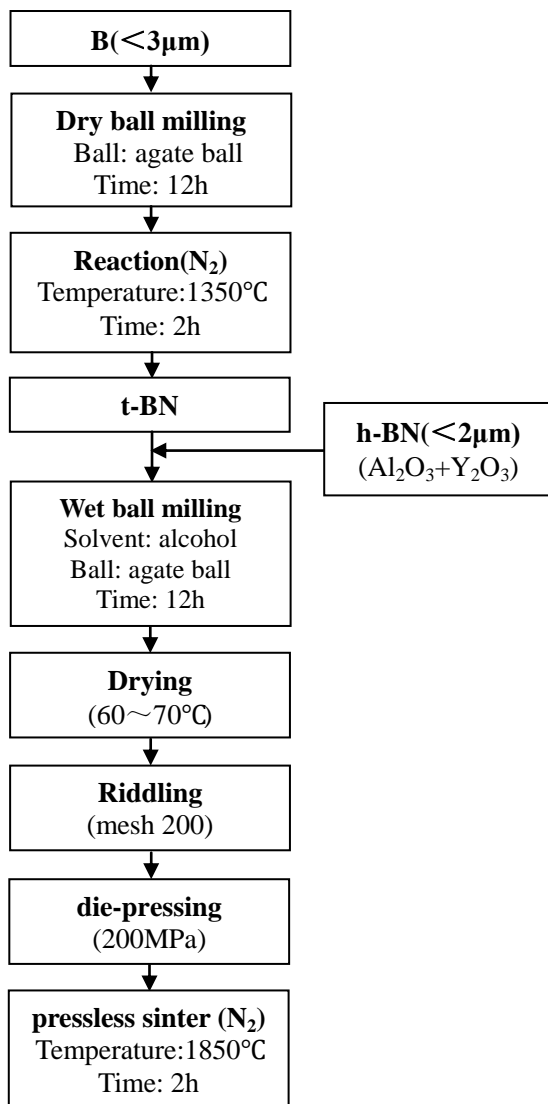 B(＜3μm)
Dry ball milling
Ball: agate ball
Time: 12h
Reaction(N₂)
Temperature:1350℃
Time: 2h
t-BN
h-BN(＜2μm)
(Al₂O₃+Y₂O₃)
Wet ball milling
Solvent: alcohol
Ball: agate ball
Time: 12h
Drying
(60～70℃)
Riddling
(mesh 200)
die-pressing
(200MPa)
pressless sinter (N₂)
Temperature:1850℃
Time: 2h